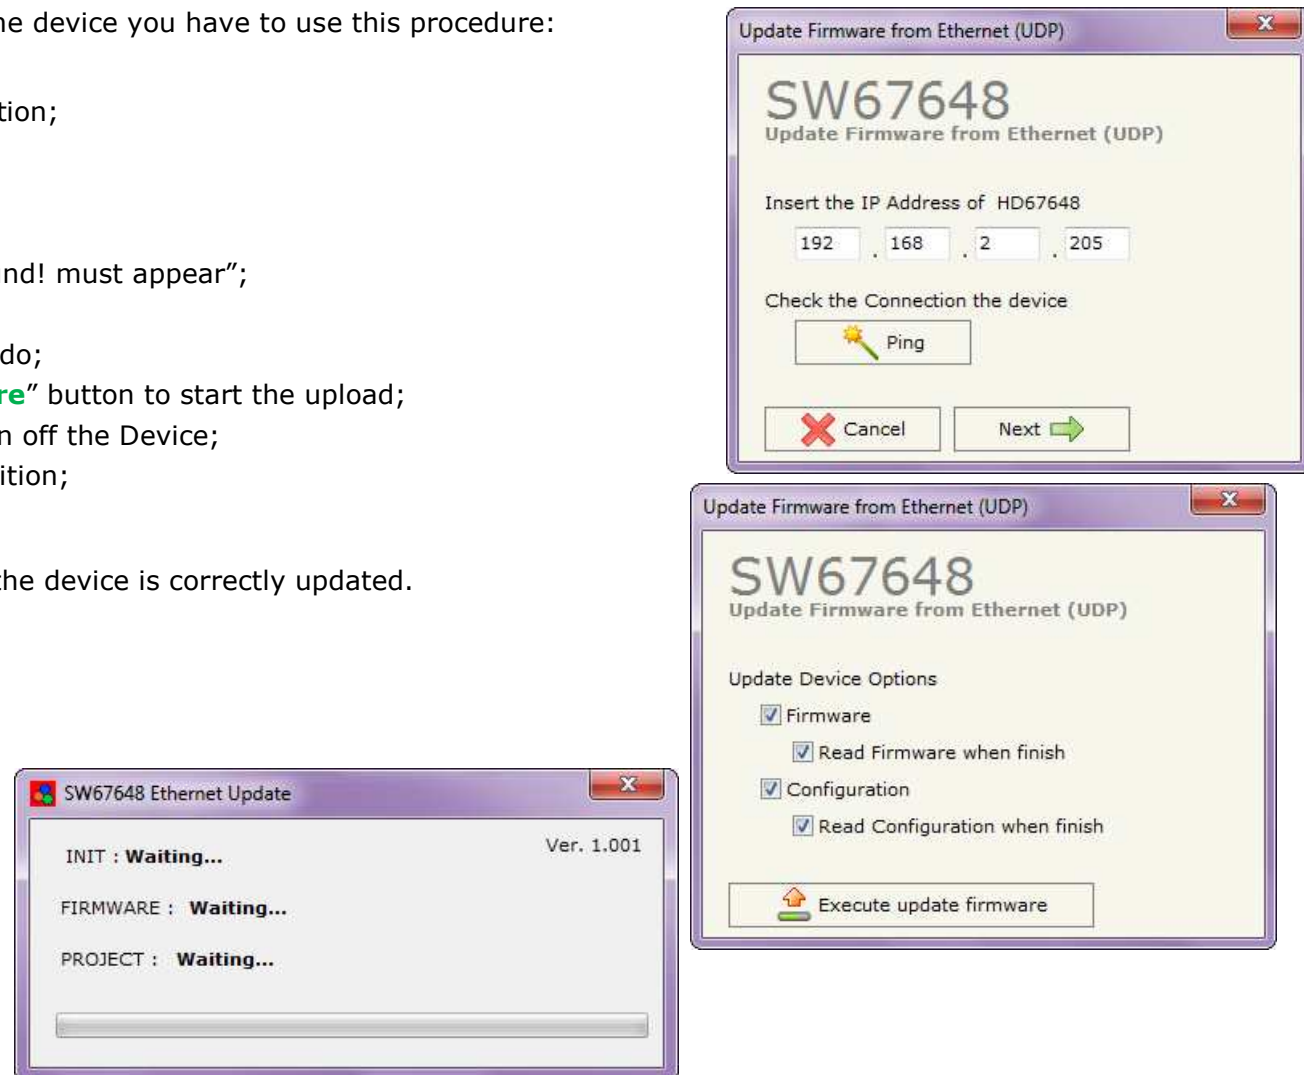 ne device you have to use this procedure:
tion;
und! must appear”;
do;
re” button to start the upload;
n off the Device;
ition;
the device is correctly updated.
Update Firmware from Ethernet (UDP)
SW67648
Update Firmware from Ethernet (UDP)
Insert the IP Address of HD67648
192 . 168 . 2 . 205
Check the Connection the device
Ping
Cancel Next
Update Firmware from Ethernet (UDP)
SW67648
Update Firmware from Ethernet (UDP)
Update Device Options
Firmware
Read Firmware when finish
Configuration
Read Configuration when finish
Execute update firmware
SW67648 Ethernet Update
Ver. 1.001
INIT : Waiting...
FIRMWARE : Waiting...
PROJECT : Waiting...